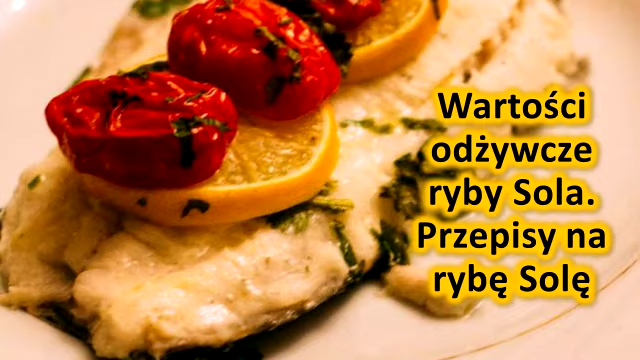 Wartości
odżywcze
ryby Sola.
Przepisy na
rybę Solę